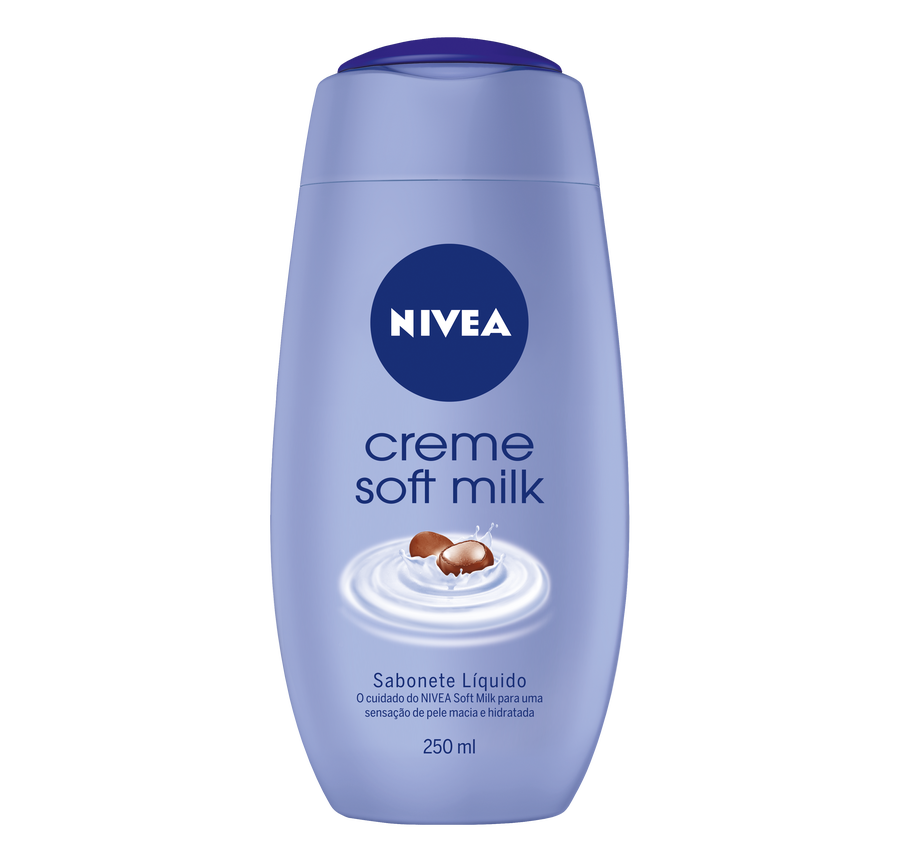 NIVEA
creme
soft milk
Sabonete Líquido
O cuidado do NIVEA Soft Milk para uma
sensação de pele macia e hidratada
250 ml